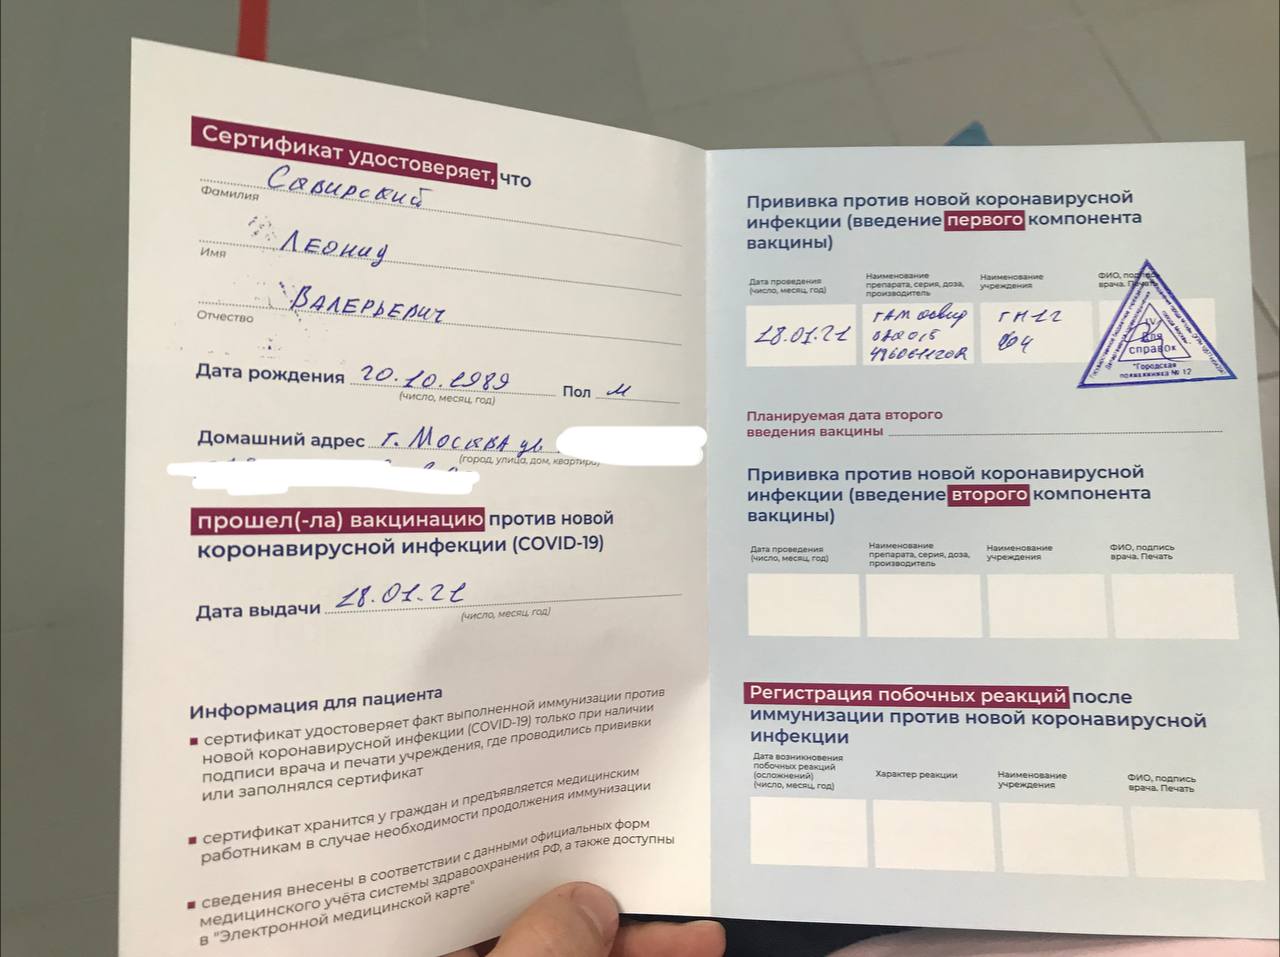 Сертификат удостоверяет, что
Савирский
Фамилия
Леонид
Имя
Валерьевич
Отчество
Дата рождения 20.10.1989 Пол м
(число, месяц, год)
Домашний адрес г. Москва ул.
(город, улица, дом, квартира)
прошел(-ла) вакцинацию против новой
коронавирусной инфекции (COVID-19)
Дата выдачи 18.01.21
(число, месяц, год)
Информация для пациента
сертификат удостоверяет факт выполненной иммунизации против
новой коронавирусной инфекции (COVID-19) только при наличии
подписи врача и печати учреждения, где проводились прививки
или заполнялся сертификат
сертификат хранится у граждан и предъявляется медицинским
работникам в случае необходимости продолжения иммунизации
сведения внесены в соответствии с данными официальных форм
медицинского учёта системы здравоохранения РФ, а также доступны
в "Электронной медицинской карте"
Прививка против новой коронавирусной
инфекции (введение первого компонента
вакцины)
Дата проведения
(число, месяц, год)
Наименование
препарата, серия, доза,
производитель
Наименование
учреждения
ФИО, подпись
врача. Печать
18.01.21
Гам Ковид
Для
справок
"Городская
поликлиника № 12
Планируемая дата второго
введения вакцины
Прививка против новой коронавирусной
инфекции (введение второго компонента
вакцины)
Дата проведения
(число, месяц, год)
Наименование
препарата, серия, доза,
производитель
Наименование
учреждения
ФИО, подпись
врача. Печать
Регистрация побочных реакций после
иммунизации против новой коронавирусной
инфекции
Дата возникновения
побочных реакций
(осложнений)
(число, месяц, год)
Характер реакции
Наименование
учреждения
ФИО, подпись
врача. Печать